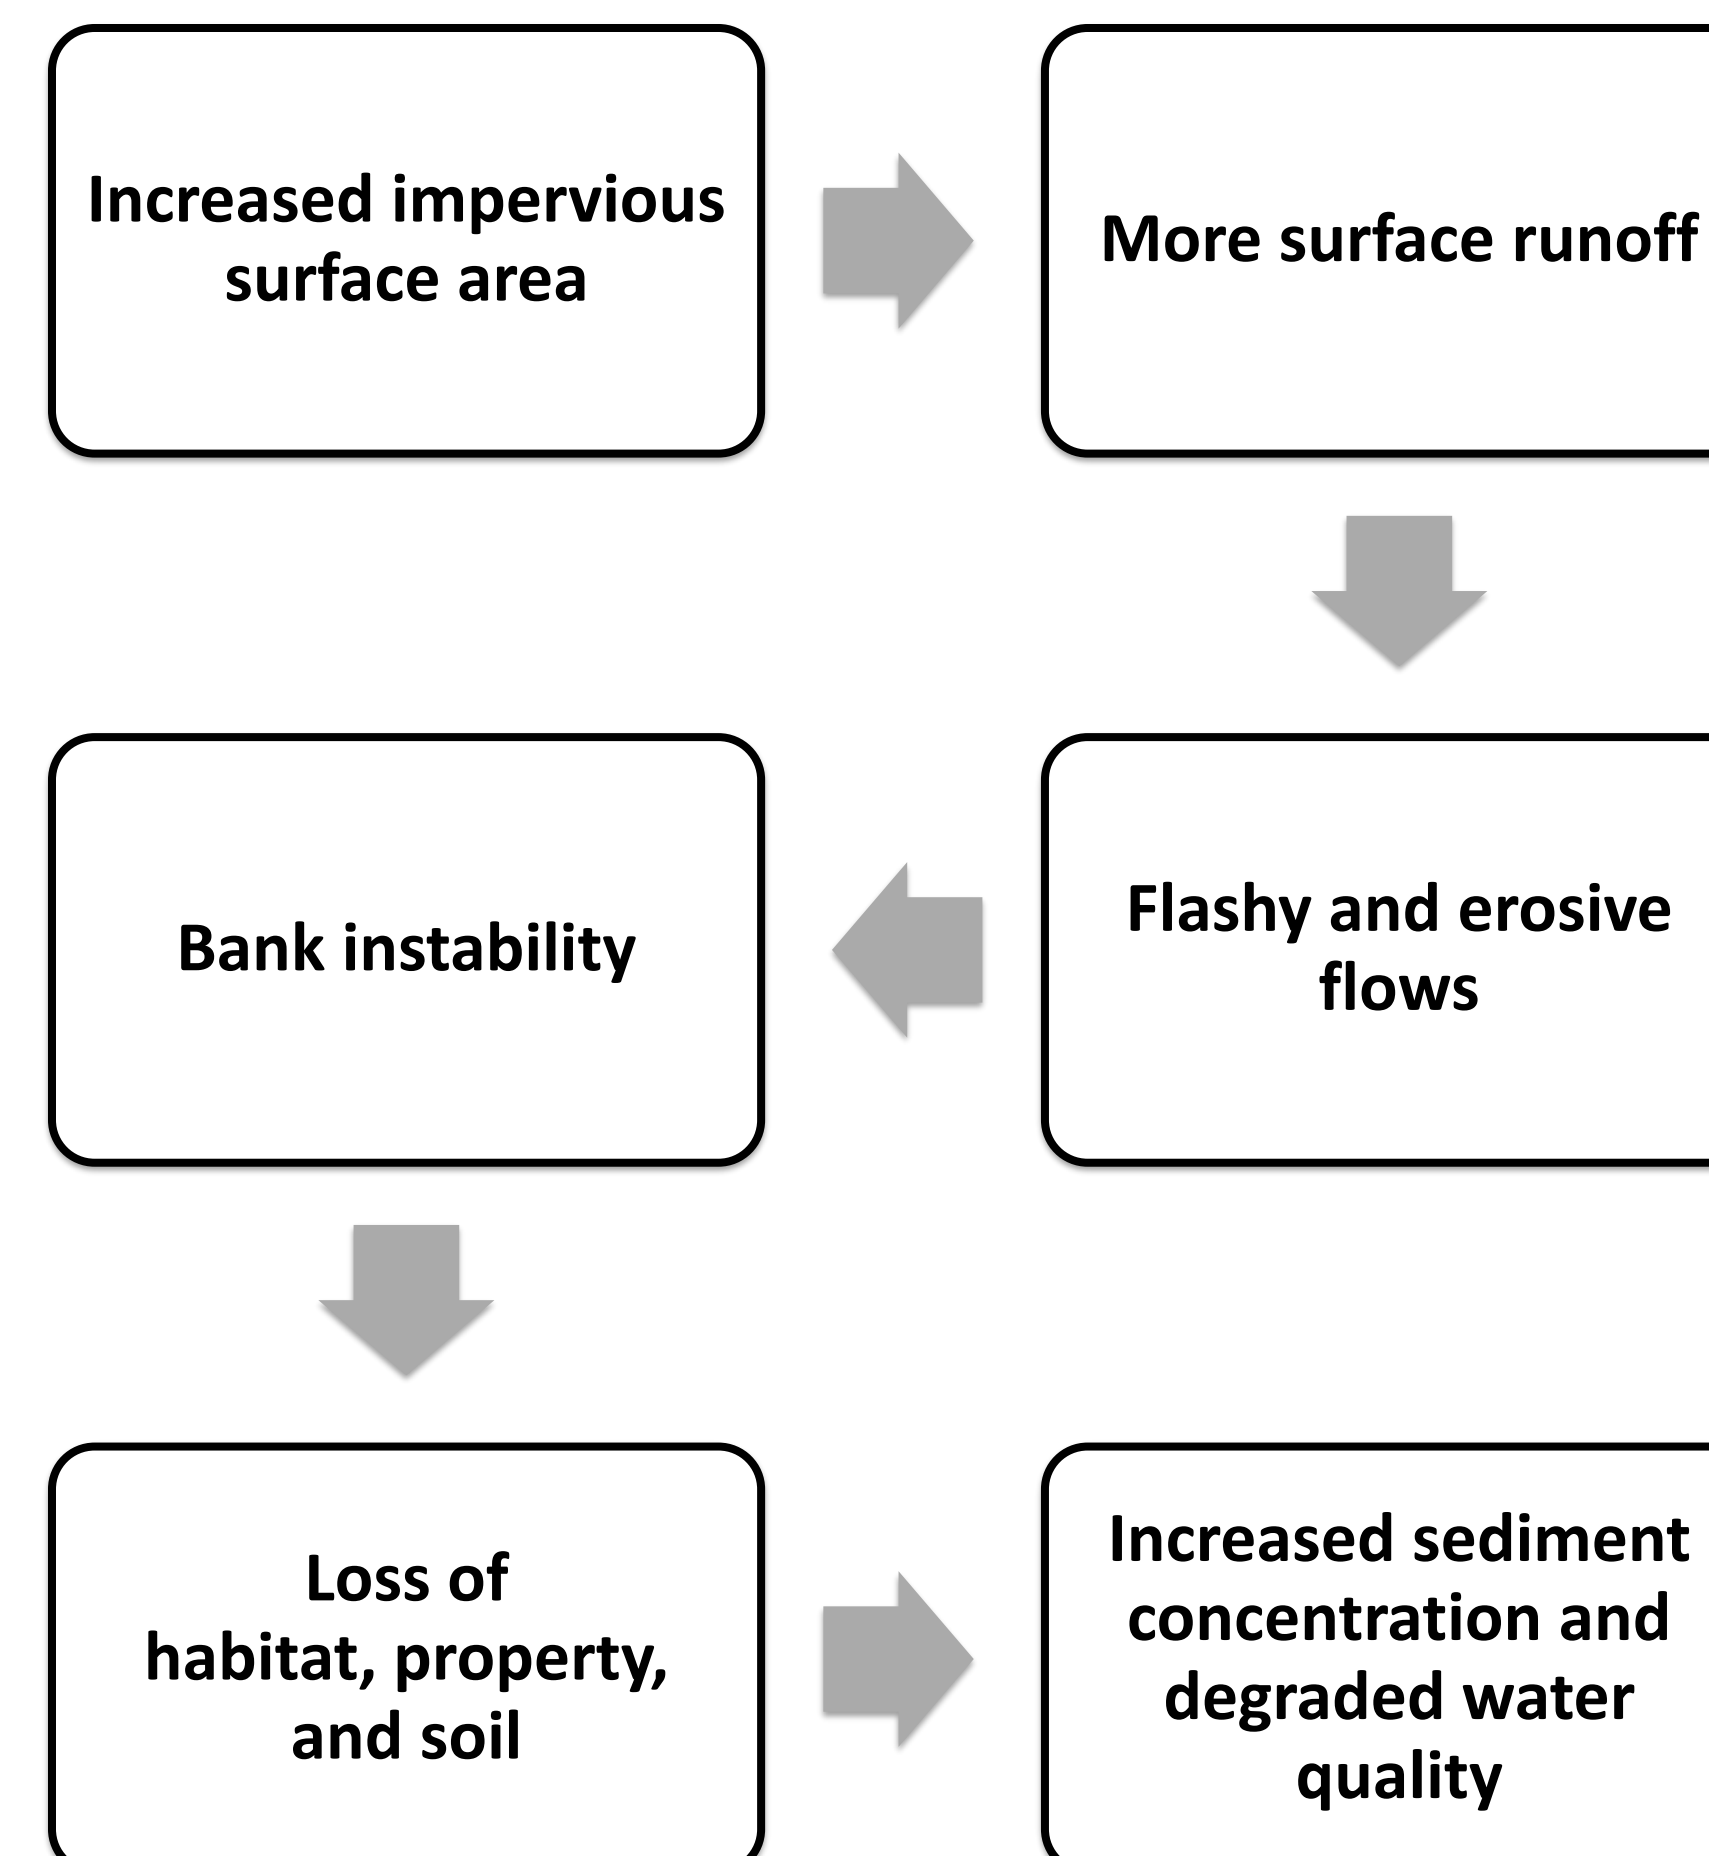 Increased impervious
surface area
More surface runoff
Flashy and erosive
flows
Bank instability
Loss of
habitat, property,
and soil
Increased sediment
concentration and
degraded water
quality